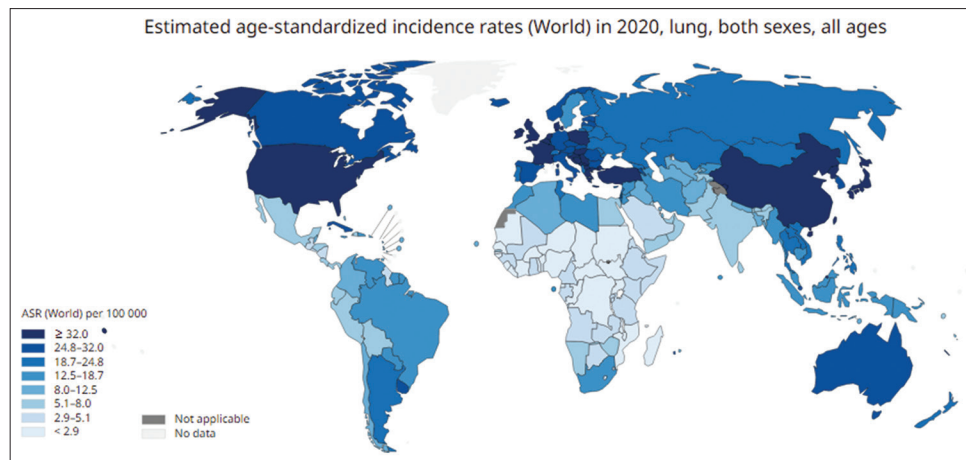 Estimated age-standardized incidence rates (World) in 2020, lung, both sexes, all ages
ASR (World) per 100 000
≥ 32.0
24.8–32.0
18.7–24.8
12.5–18.7
8.0–12.5
5.1–8.0
2.9–5.1
< 2.9
Not applicable
No data